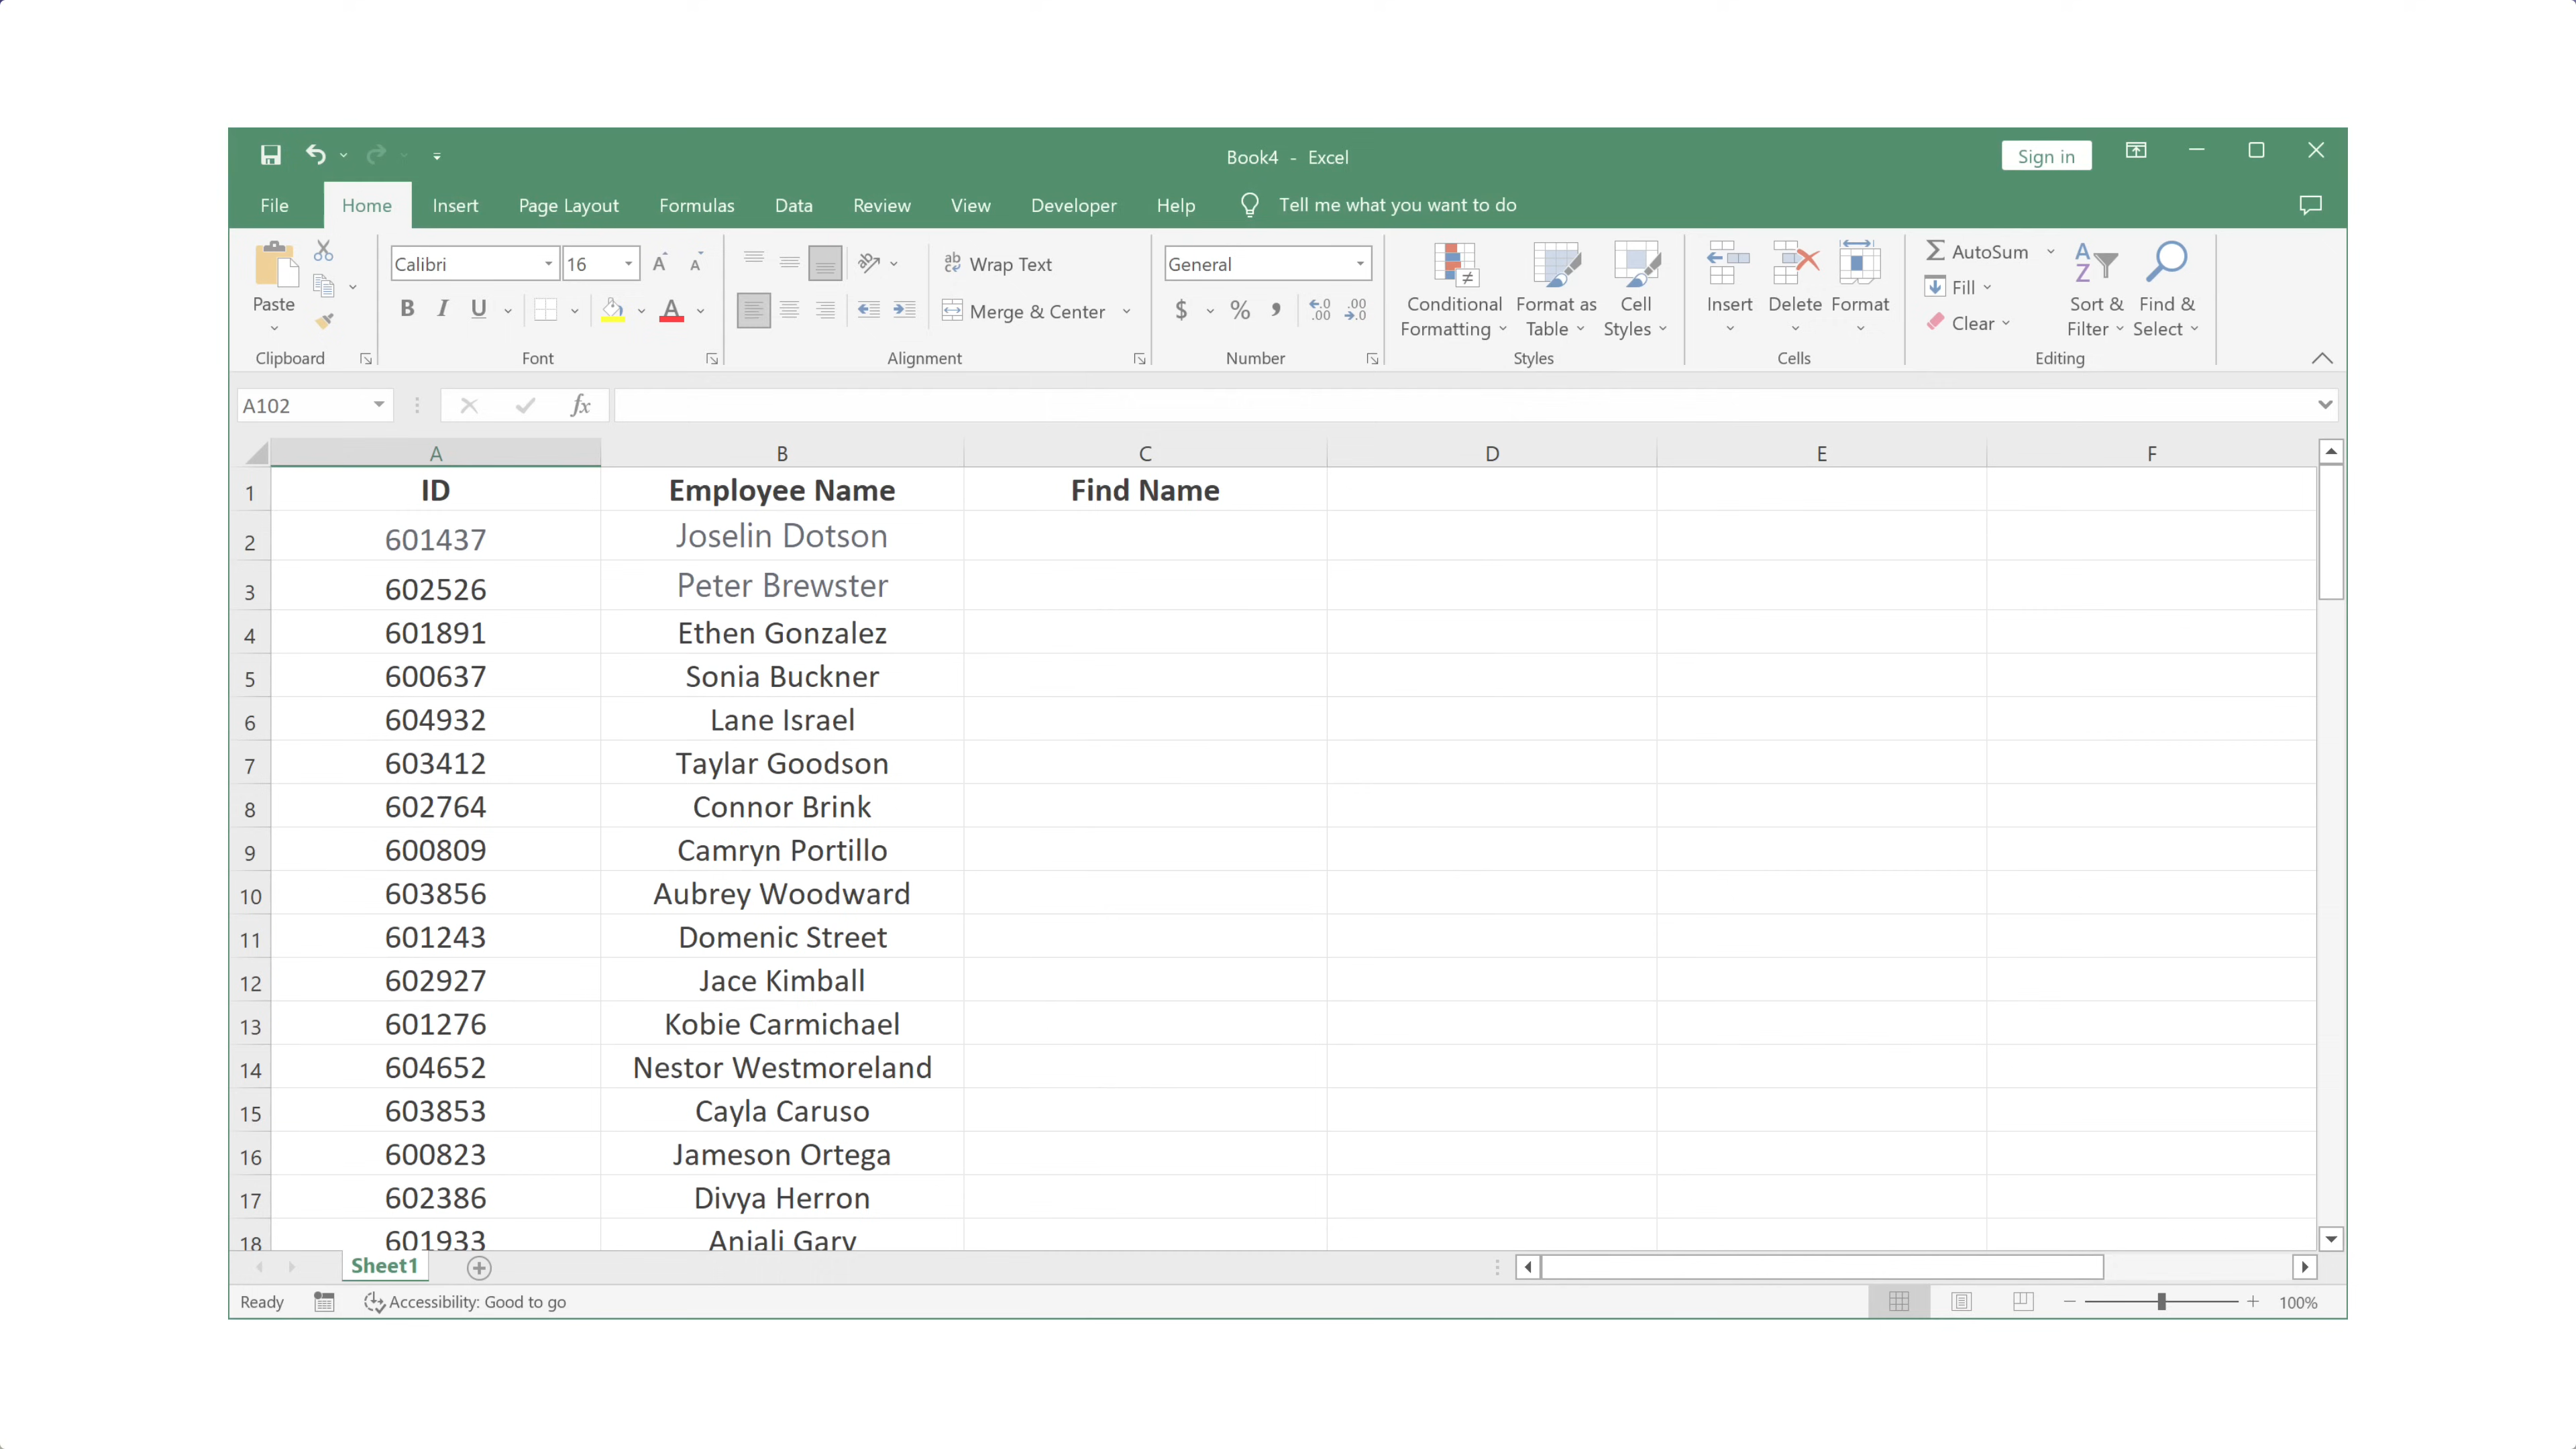 Book4 - Excel
Sign in
File Home Insert Page Layout Formulas Data Review View Developer Help Tell me what you want to do
Paste
Clipboard
Calibri 16
B I U A
Font
ab Wrap Text
Merge & Center
Alignment
General
$ % , .00 .00
Number
Conditional Formatting
Format as Table
Cell Styles
Styles
Insert Delete Format
Cells
AutoSum
Fill
Clear
Sort & Filter
Find & Select
Editing
A102 fx
A B C D E F
1 ID Employee Name Find Name
2 601437 Joselin Dotson
3 602526 Peter Brewster
4 601891 Ethen Gonzalez
5 600637 Sonia Buckner
6 604932 Lane Israel
7 603412 Taylar Goodson
8 602764 Connor Brink
9 600809 Camryn Portillo
10 603856 Aubrey Woodward
11 601243 Domenic Street
12 602927 Jace Kimball
13 601276 Kobie Carmichael
14 604652 Nestor Westmoreland
15 603853 Cayla Caruso
16 600823 Jameson Ortega
17 602386 Divya Herron
18 601933 Anjali Gary
Sheet1
Ready Accessibility: Good to go 100%